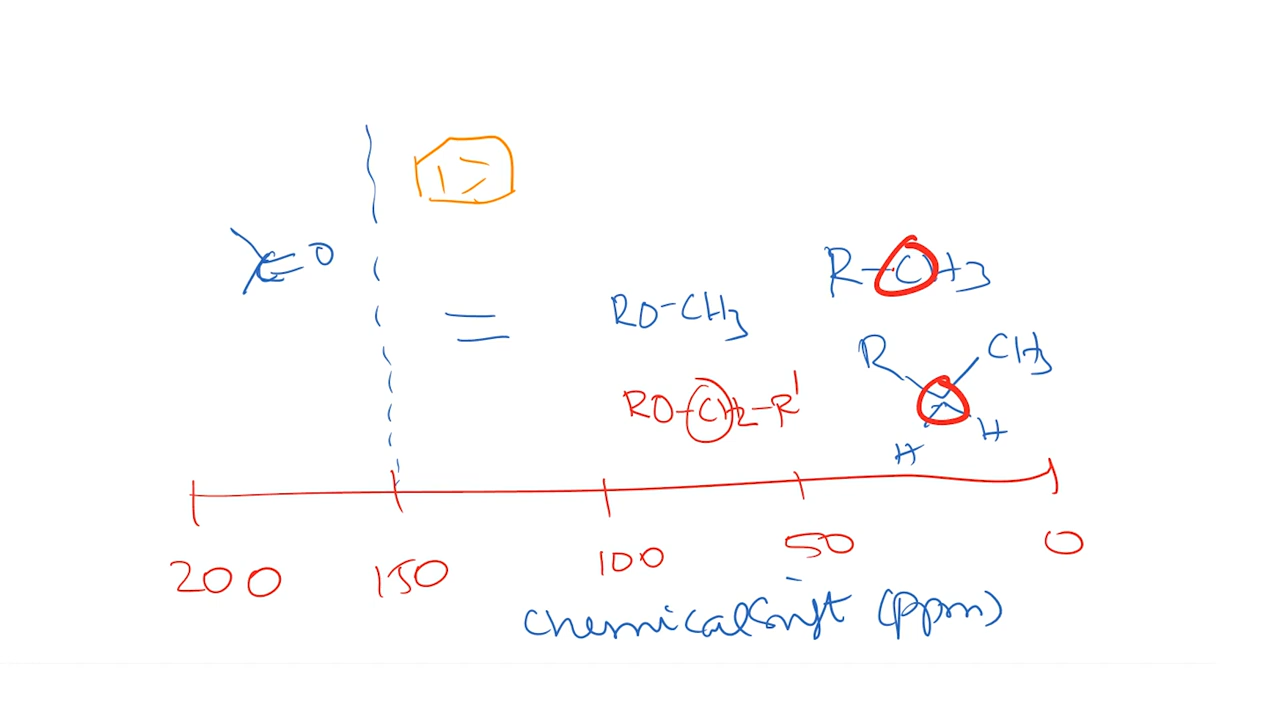 O
R-CH3
RO-CH3
R CH3
RO-CH2-R'
H H
200 150 100 50 0
chemical shift (ppm)